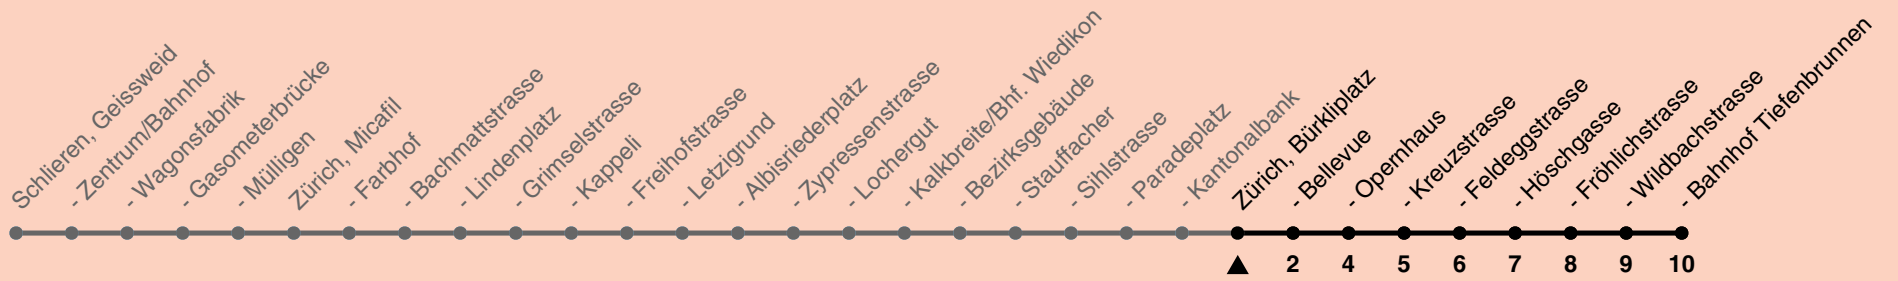 Schlieren, Geissweid
- Zentrum/Bahnhof
- Wagonsfabrik
- Gasometerbrücke
- Mülligen
Zürich, Micafil
- Farbhof
- Bachmattstrasse
- Lindenplatz
- Grimselstrasse
- Kappeli
- Freihofstrasse
- Letzigrund
- Albisriederplatz
- Zypressenstrasse
- Lochergut
- Kalkbreite/Bhf. Wiedikon
- Bezirksgebäude
- Stauffacher
- Sihlstrasse
- Paradeplatz
- Kantonalbank
Zürich, Bürkliplatz
- Bellevue
- Opernhaus
- Kreuzstrasse
- Feldeggstrasse
- Höschgasse
- Fröhlichstrasse
- Wildbachstrasse
- Bahnhof Tiefenbrunnen
2 4 5 6 7 8 9 10